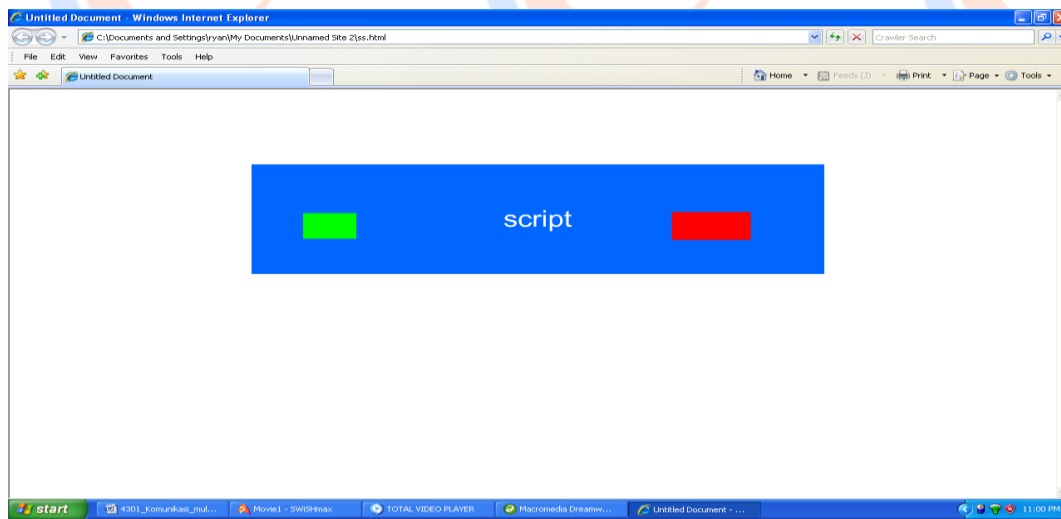 Untitled Document - Windows Internet Explorer
C:\Documents and Settings\ryan\My Documents\Unnamed Site 2\ss.html
Crawler Search
File Edit View Favorites Tools Help
Untitled Document
Home Feeds (J) Print Page Tools
script
start 4301_Komunikasi_mul... Movie1 - SWiSHmax TOTAL VIDEO PLAYER Macromedia Dreamw... Untitled Document - ... 11:00 PM